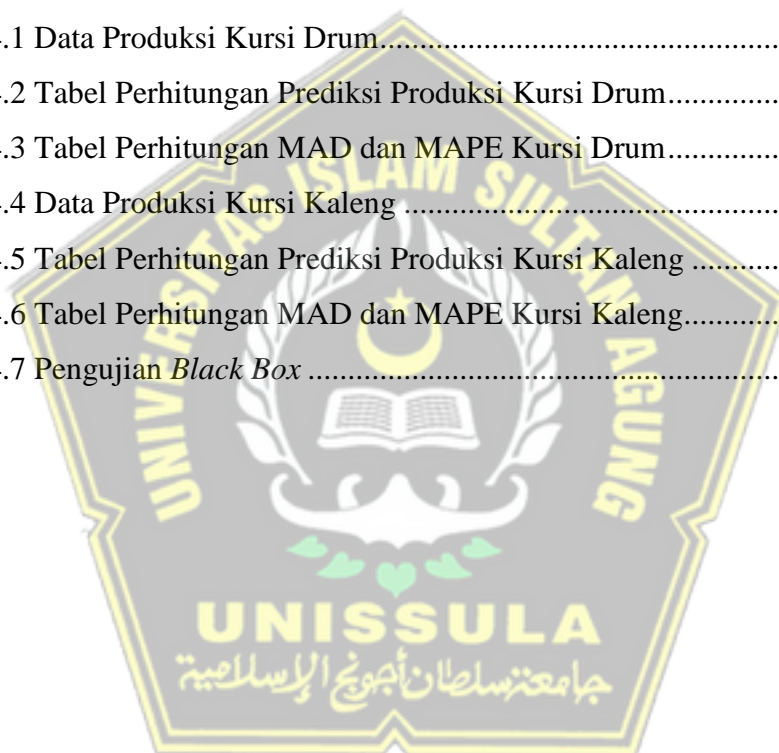 .1 Data Produksi Kursi Drum
.2 Tabel Perhitungan Prediksi Produksi Kursi Drum
.3 Tabel Perhitungan MAD dan MAPE Kursi Drum
.4 Data Produksi Kursi Kaleng
.5 Tabel Perhitungan Prediksi Produksi Kursi Kaleng
.6 Tabel Perhitungan MAD dan MAPE Kursi Kaleng
.7 Pengujian Black Box
UNIVERSITAS ISLAM SULTAN AGUNG
UNISSULA
جامعة سلطان أجونج الإسلامية